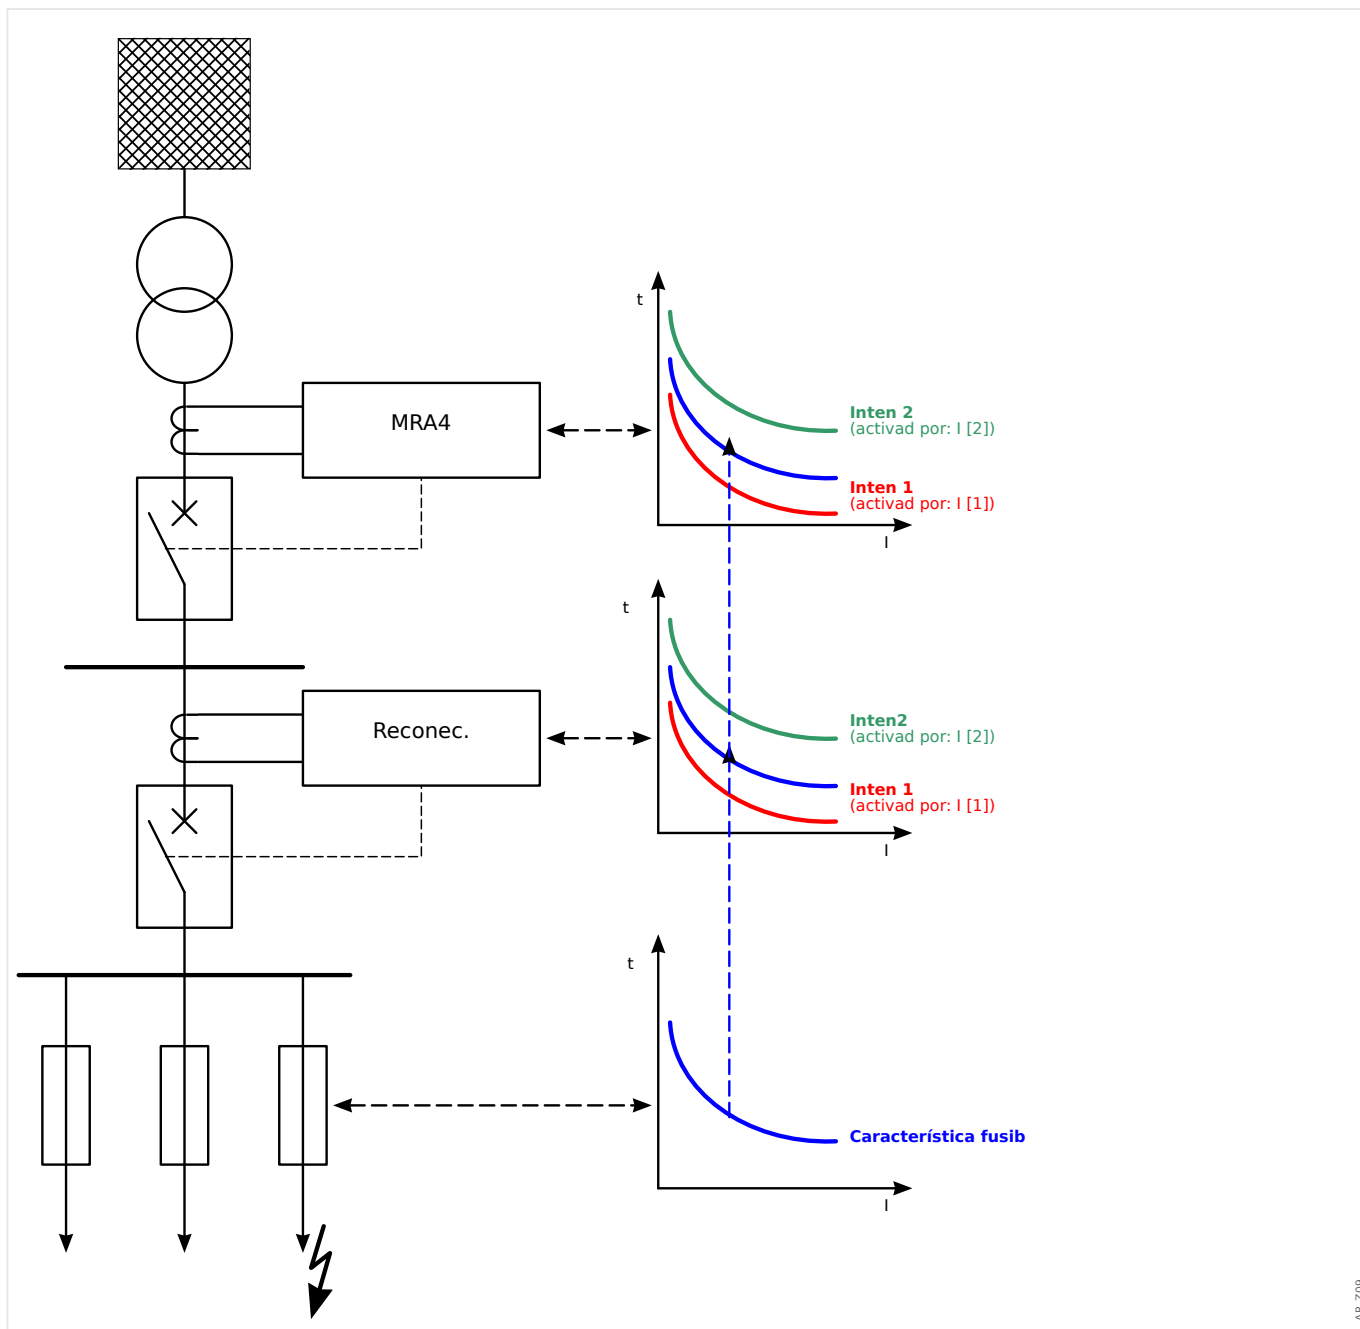 t
MRA4
Inten 2
(activad por: I [2])
Inten 1
(activad por: I [1])
I
t
Reconec.
Inten2
(activad por: I [2])
Inten 1
(activad por: I [1])
I
t
Característica fusib
I